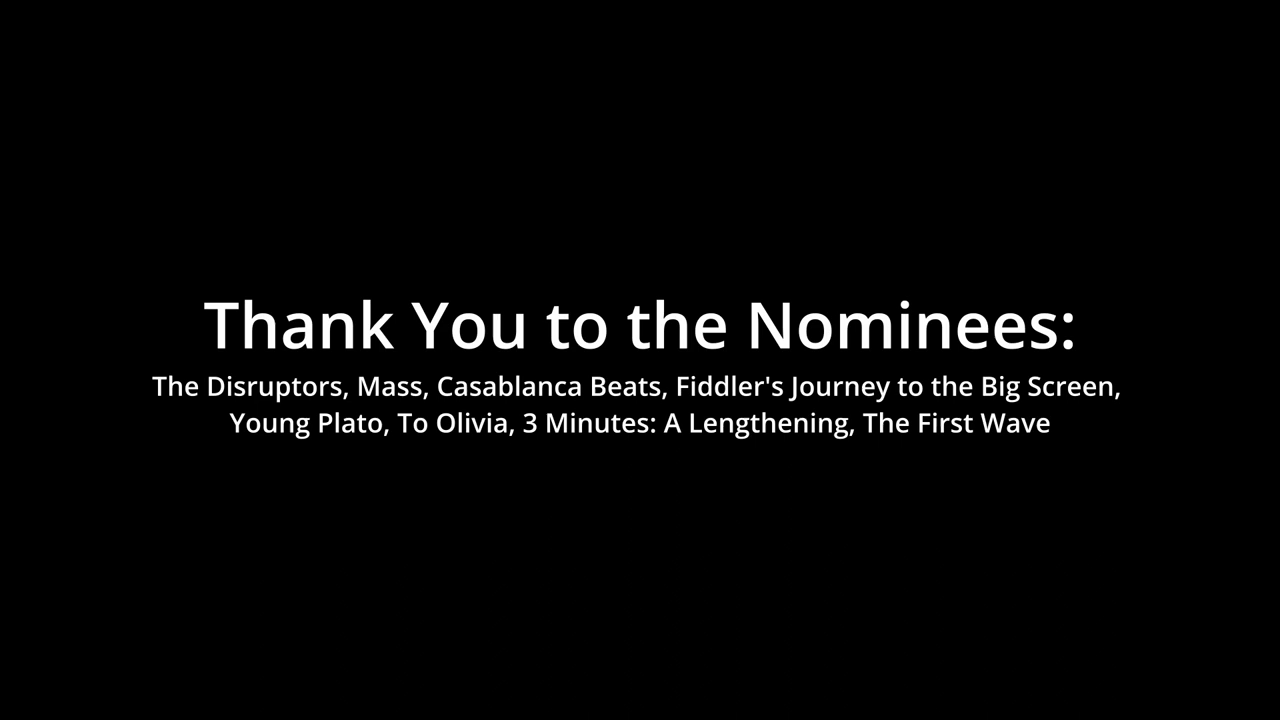 Thank You to the Nominees:
The Disruptors, Mass, Casablanca Beats, Fiddler's Journey to the Big Screen,
Young Plato, To Olivia, 3 Minutes: A Lengthening, The First Wave